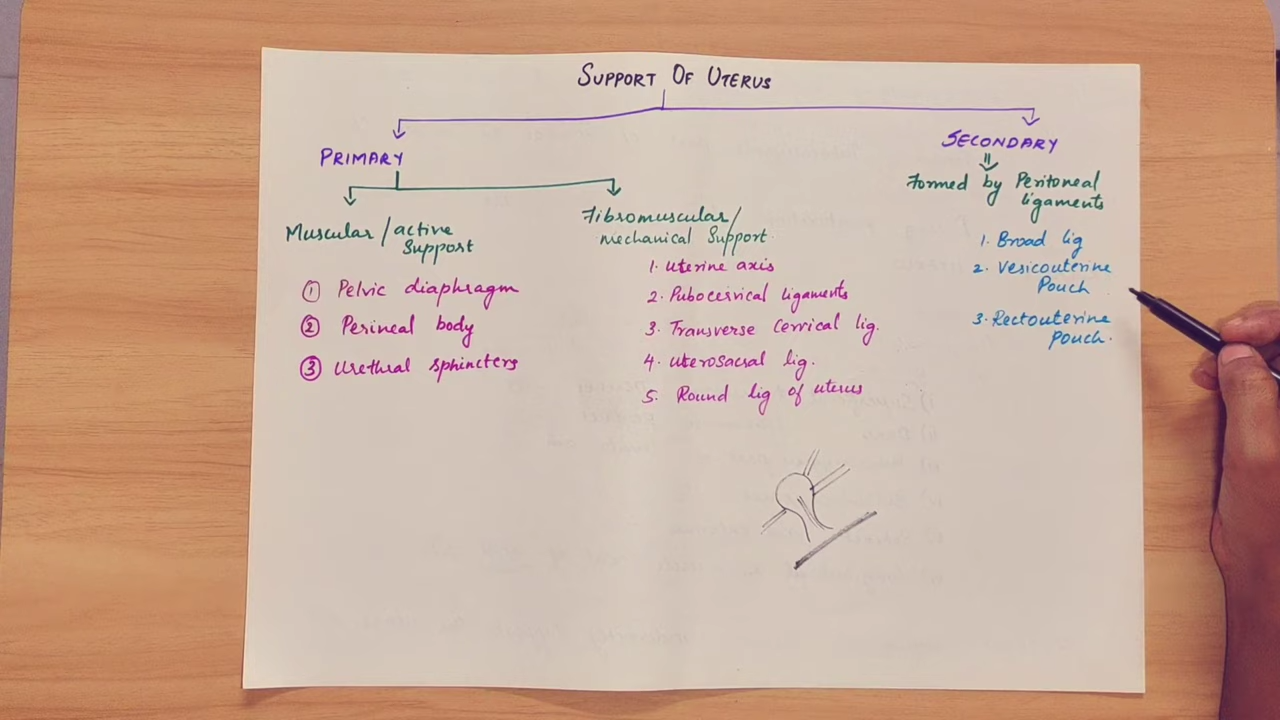 SUPPORT OF UTERUS
PRIMARY
Muscular / active
Support
① Pelvic diaphragm
② Perineal body
③ Urethral sphincters
Fibromuscular/
Mechanical Support
1. Uterine axis
2. Pubocervical ligaments
3. Transverse Cervical lig.
4. Uterosacral lig.
5. Round lig of uterus
SECONDARY
Formed by Peritoneal
ligaments
1. Broad lig
2. Vesicouterine
Pouch
3. Rectouterine
Pouch.